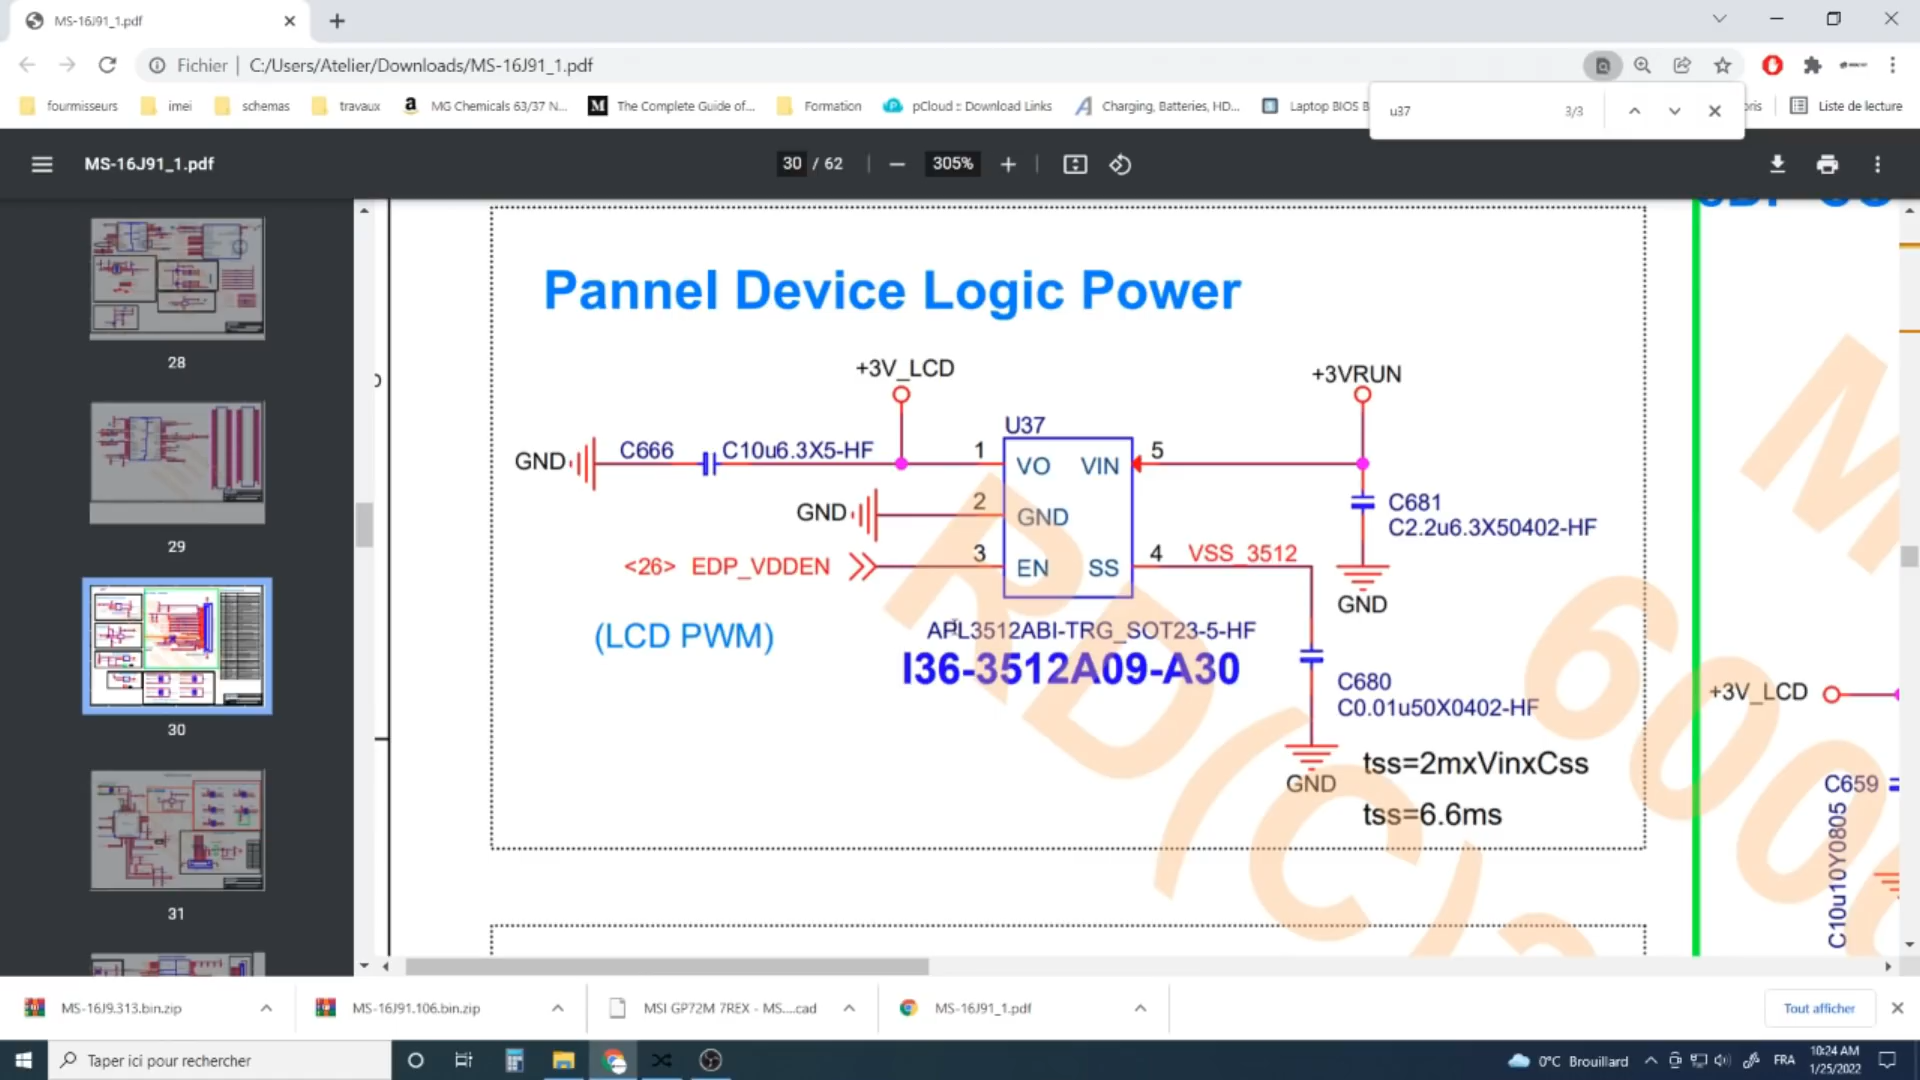 MS-16J91_1.pdf
Fichier
C:/Users/Atelier/Downloads/MS-16J91_1.pdf
fourmisseurs
imei
schemas
travaux
MG Chemicals 63/37 N...
The Complete Guide of...
Formation
pCloud :: Download Links
Charging, Batteries, HD...
Laptop BIOS B
Liste de lecture
u37
3/3
MS-16J91_1.pdf
30 / 62
305%
28
29
30
31
Pannel Device Logic Power
+3V_LCD
+3VRUN
U37
GND
C666
C10u6.3X5-HF
1
VO
VIN
5
GND
2
GND
C681
C2.2u6.3X50402-HF
<26> EDP_VDDEN
3
EN
SS
4
VSS_3512
GND
(LCD PWM)
APL3512ABI-TRG_SOT23-5-HF
I36-3512A09-A30
C680
C0.01u50X0402-HF
GND
tss=2mxVinxCss
tss=6.6ms
+3V_LCD
C659
C10u10Y0805
RD(C)
M
600
MS-16J9.313.bin.zip
MS-16J91.106.bin.zip
MSI GP72M 7REX - MS....cad
MS-16J91_1.pdf
Tout afficher
Taper ici pour rechercher
0°C Brouillard
FRA
10:24 AM
1/25/2022